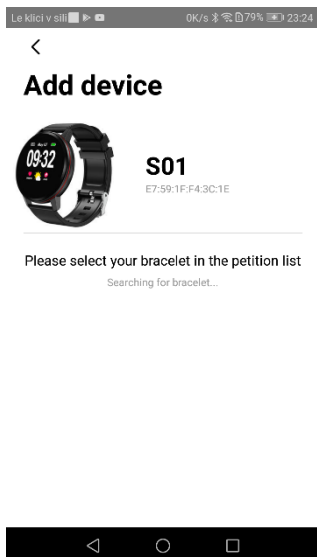 Le klici v sili 0K/s 79% 23:24
Add device
09:32
S01
E7:59:1F:F4:3C:1E
Please select your bracelet in the petition list
Searching for bracelet...